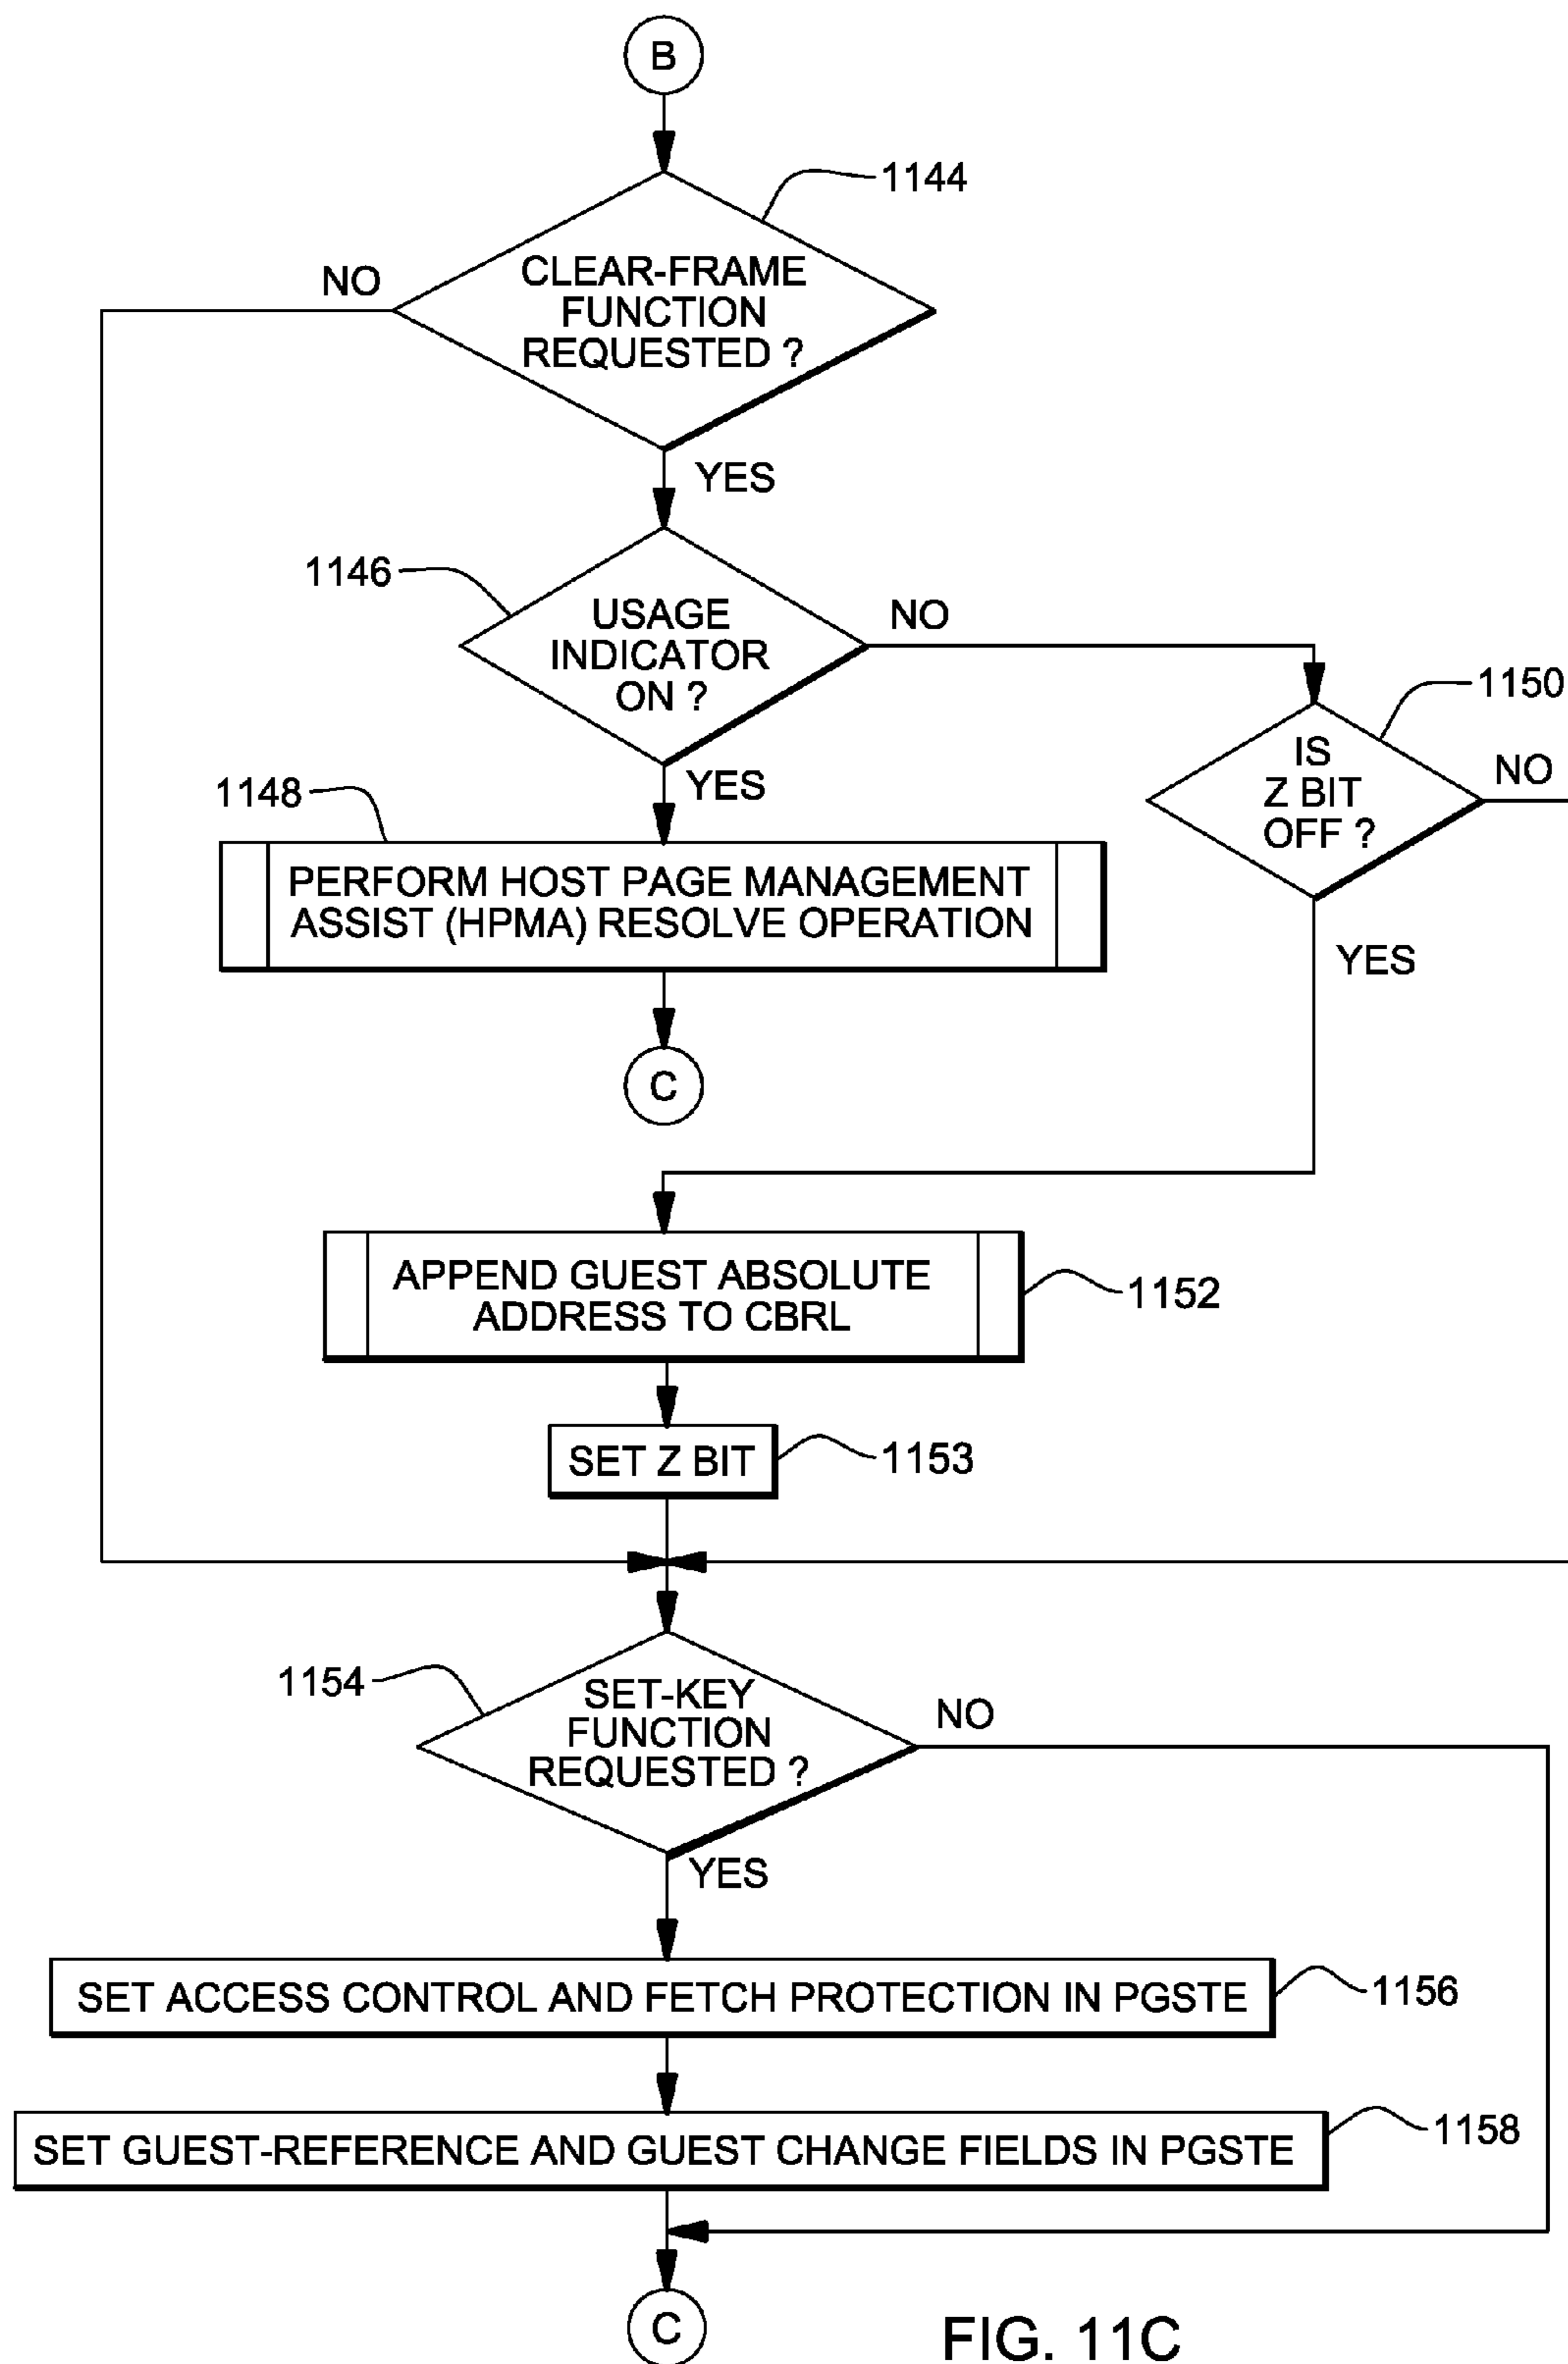 B
1144
NO
CLEAR-FRAME
FUNCTION
REQUESTED ?
YES
1146
USAGE
INDICATOR
ON ?
NO
1150
IS
Z BIT
OFF ?
NO
YES
1148
YES
PERFORM HOST PAGE MANAGEMENT
ASSIST (HPMA) RESOLVE OPERATION
C
APPEND GUEST ABSOLUTE
ADDRESS TO CBRL
1152
SET Z BIT
1153
1154
SET-KEY
FUNCTION
REQUESTED ?
NO
YES
SET ACCESS CONTROL AND FETCH PROTECTION IN PGSTE
1156
SET GUEST-REFERENCE AND GUEST CHANGE FIELDS IN PGSTE
1158
C
FIG. 11C